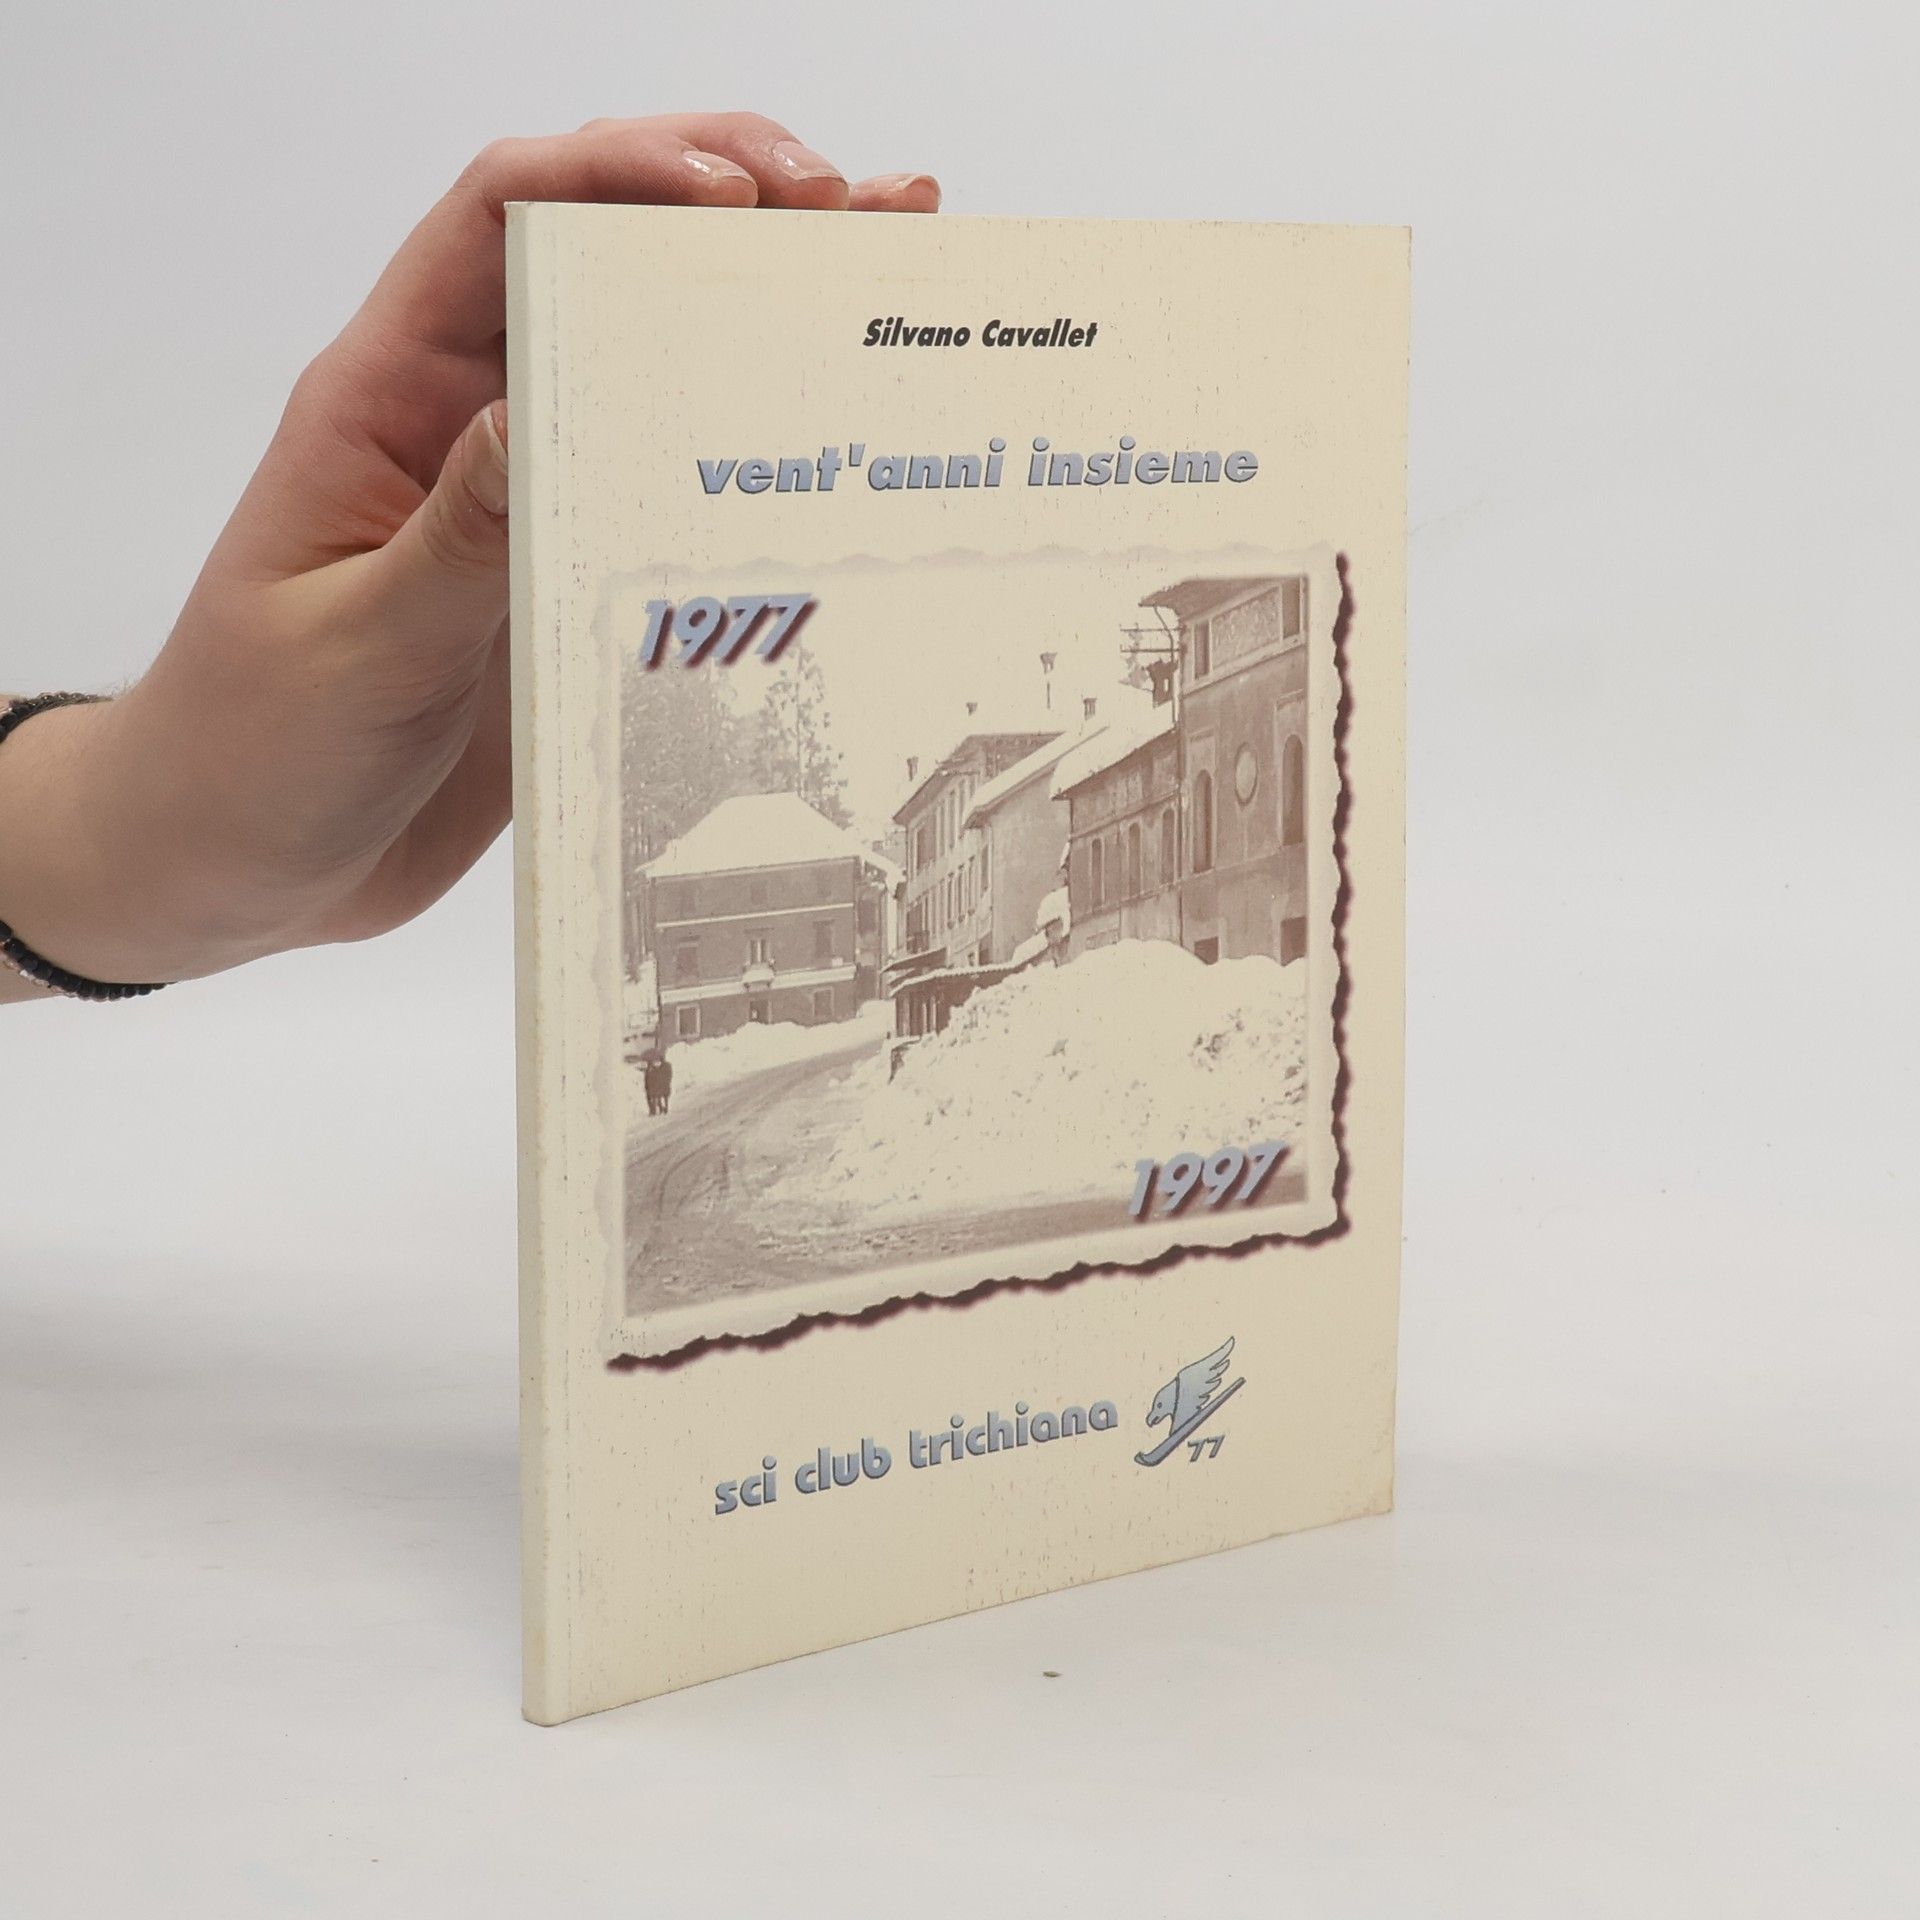 Silvano Cavallet
vent'anni insieme
1977
1997
sci club trichiana
77